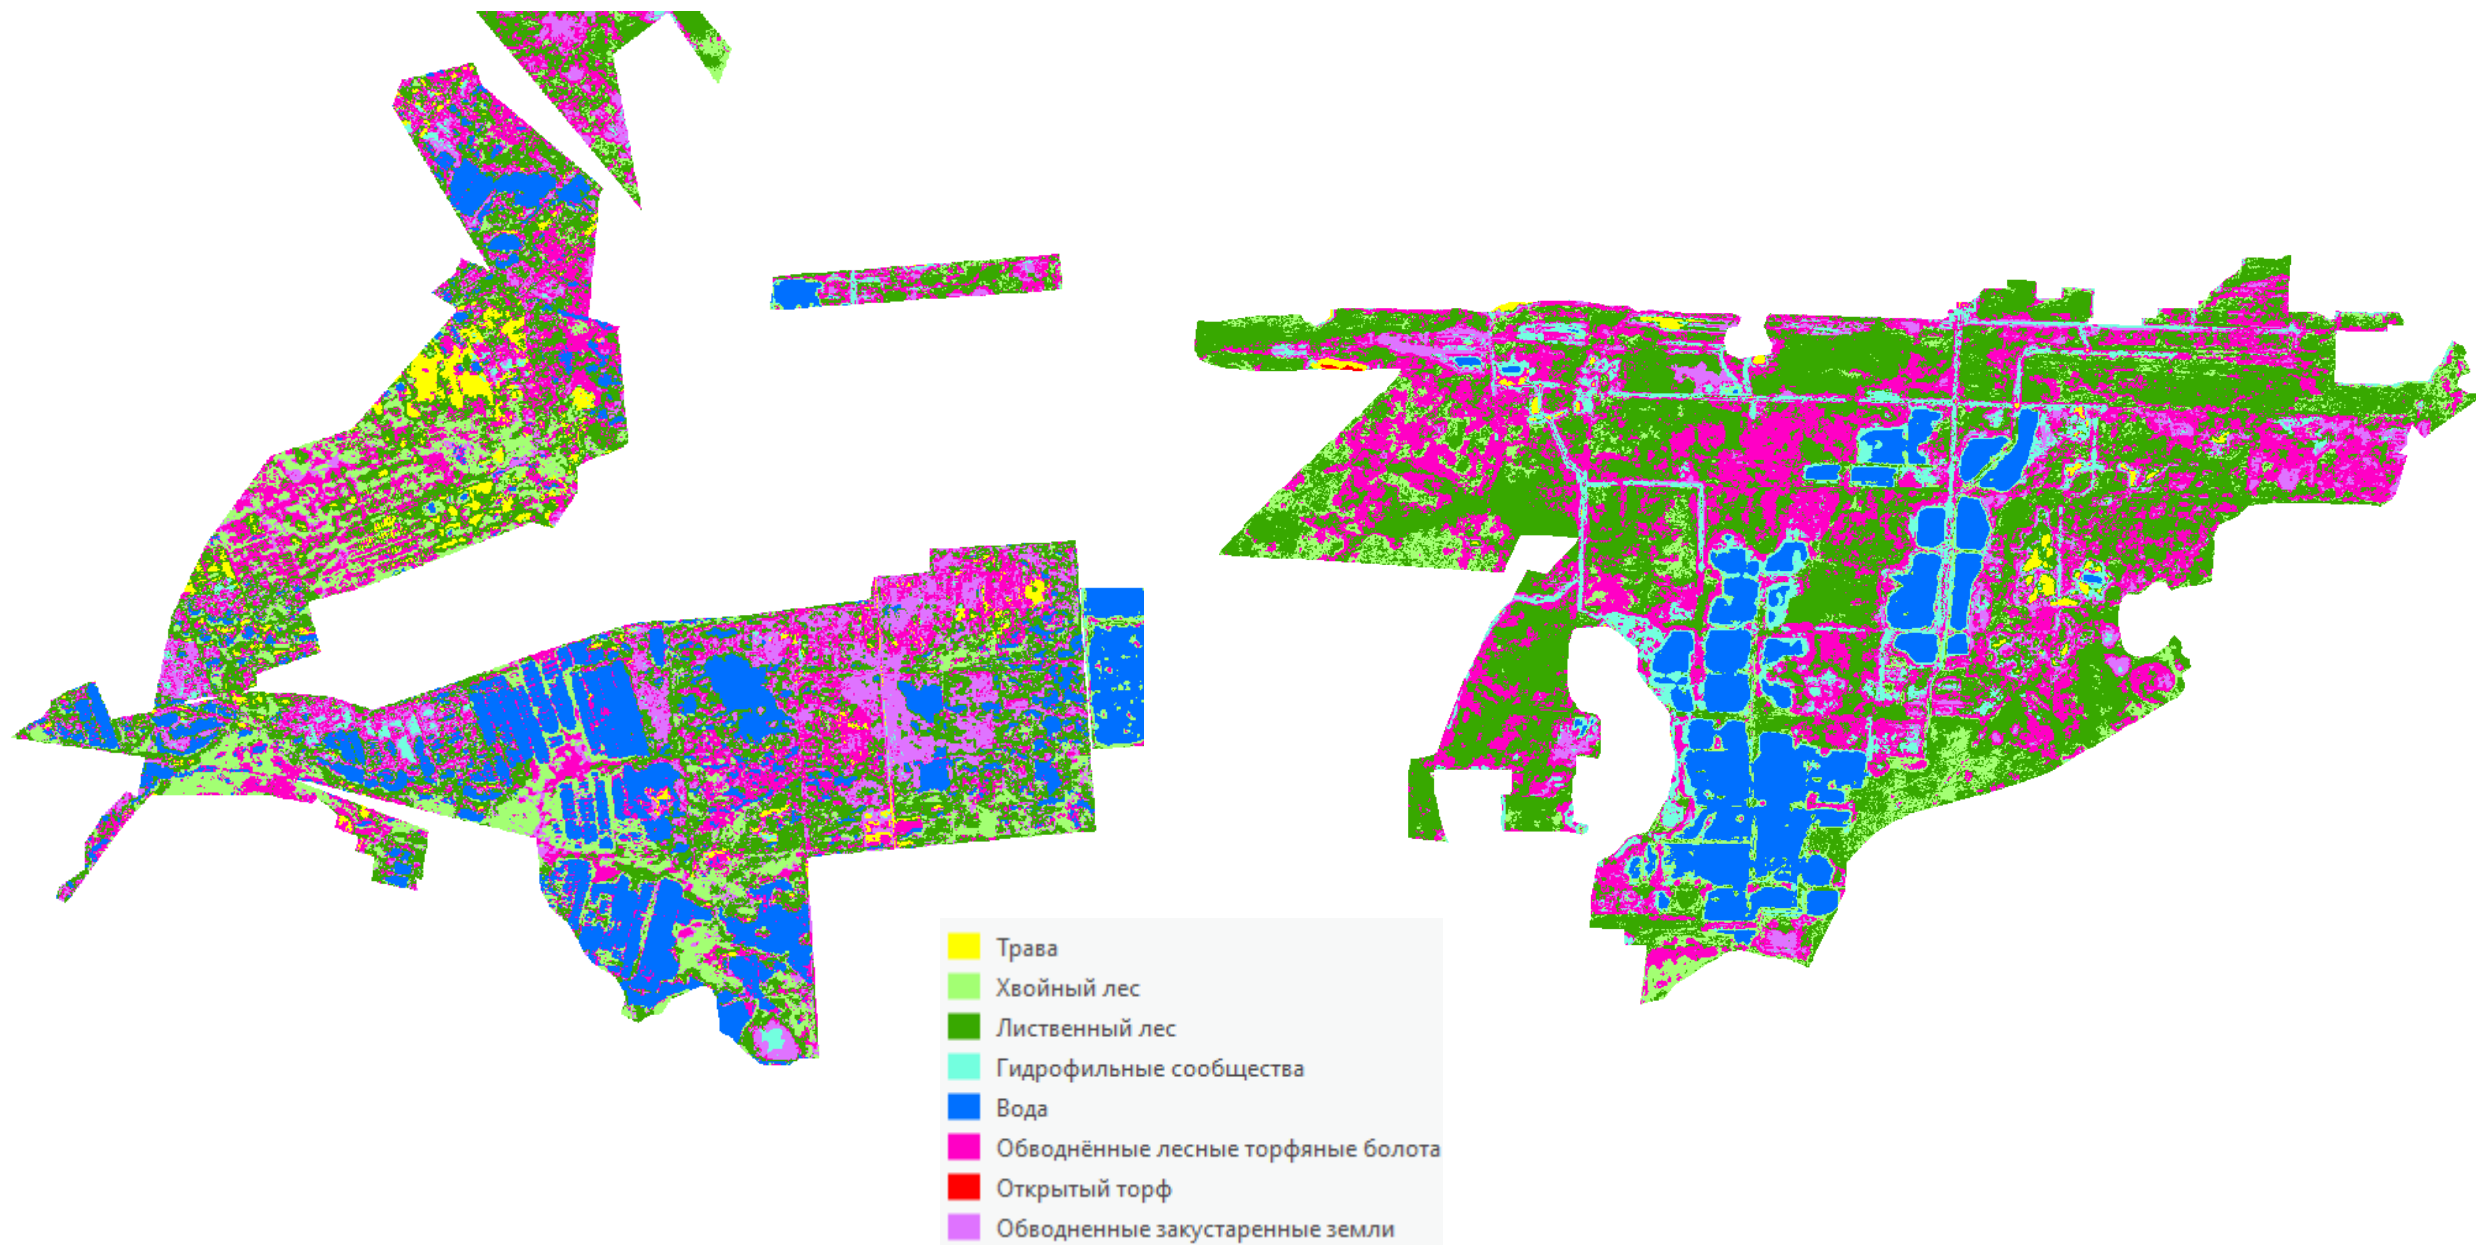 Трава
Хвойный лес
Лиственный лес
Гидрофильные сообщества
Вода
Обводнённые лесные торфяные болота
Открытый торф
Обводненные закустаренные земли